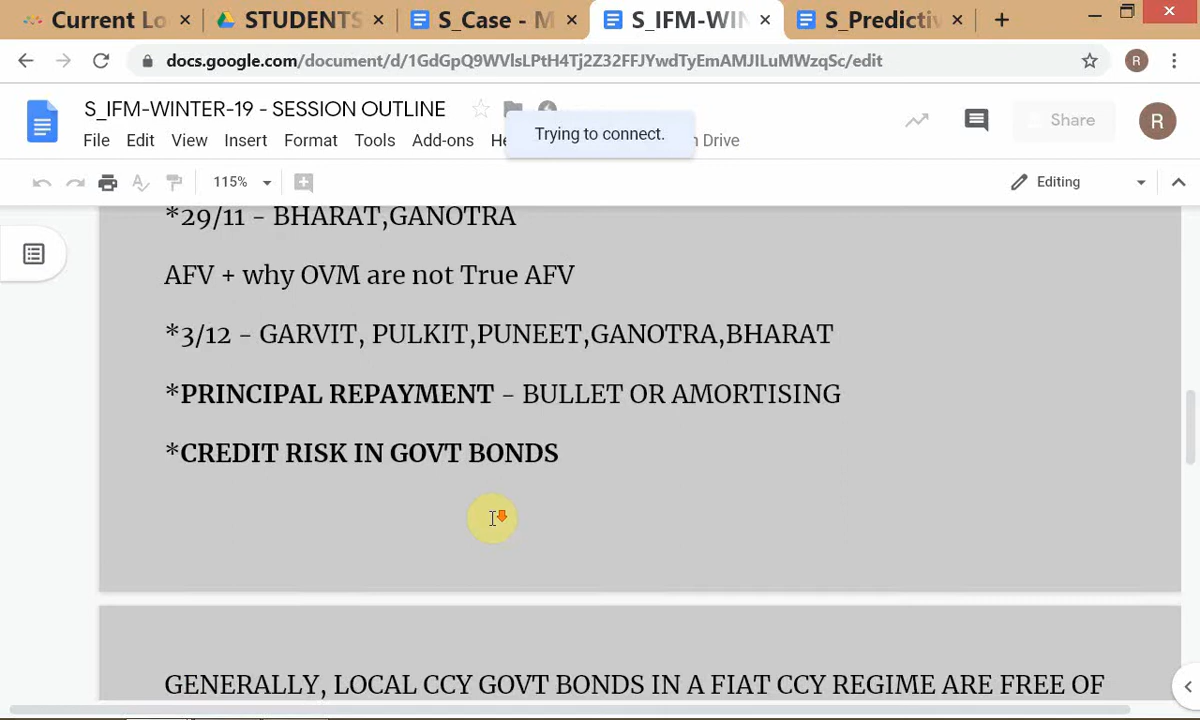 Current Lo
STUDENTS
S_Case - M
S_IFM-WIN
S_Predictiv
docs.google.com/document/d/1GdGpQ9WVlsLPtH4Tj2Z32FFJYwdTyEmAMJILuMWzqSc/edit
R
S_IFM-WINTER-19 - SESSION OUTLINE
Trying to connect.
Share
R
File Edit View Insert Format Tools Add-ons He Drive
115%
Editing
*29/11 - BHARAT,GANOTRA
AFV + why OVM are not True AFV
*3/12 - GARVIT, PULKIT,PUNEET,GANOTRA,BHARAT
*PRINCIPAL REPAYMENT - BULLET OR AMORTISING
*CREDIT RISK IN GOVT BONDS
GENERALLY, LOCAL CCY GOVT BONDS IN A FIAT CCY REGIME ARE FREE OF